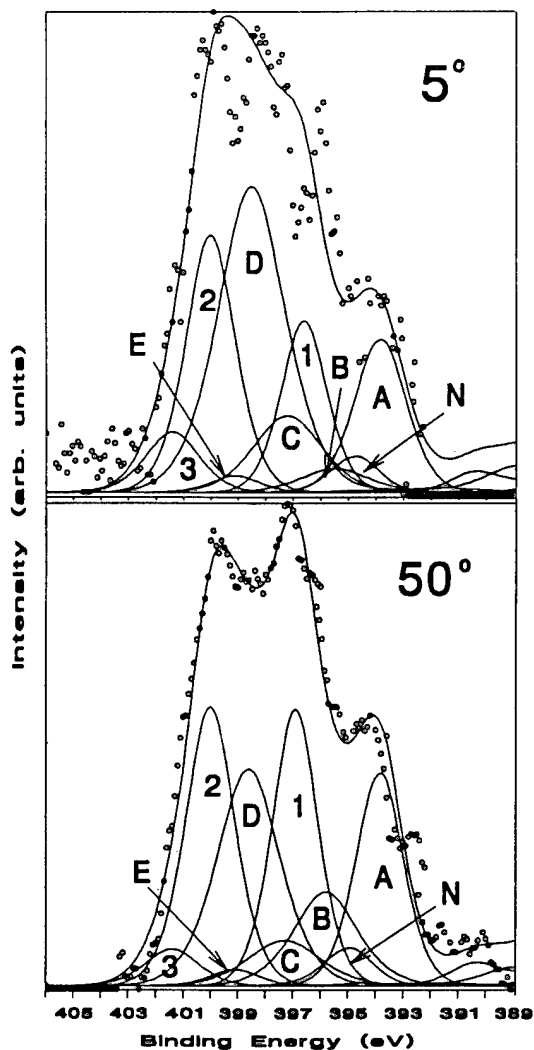 5°
2
D
E
1
B
A
N
C
3
50°
2
D
1
E
A
N
B
3
C
405 403 401 399 397 395 393 391 389
Binding Energy (eV)
Intensity (arb. units)